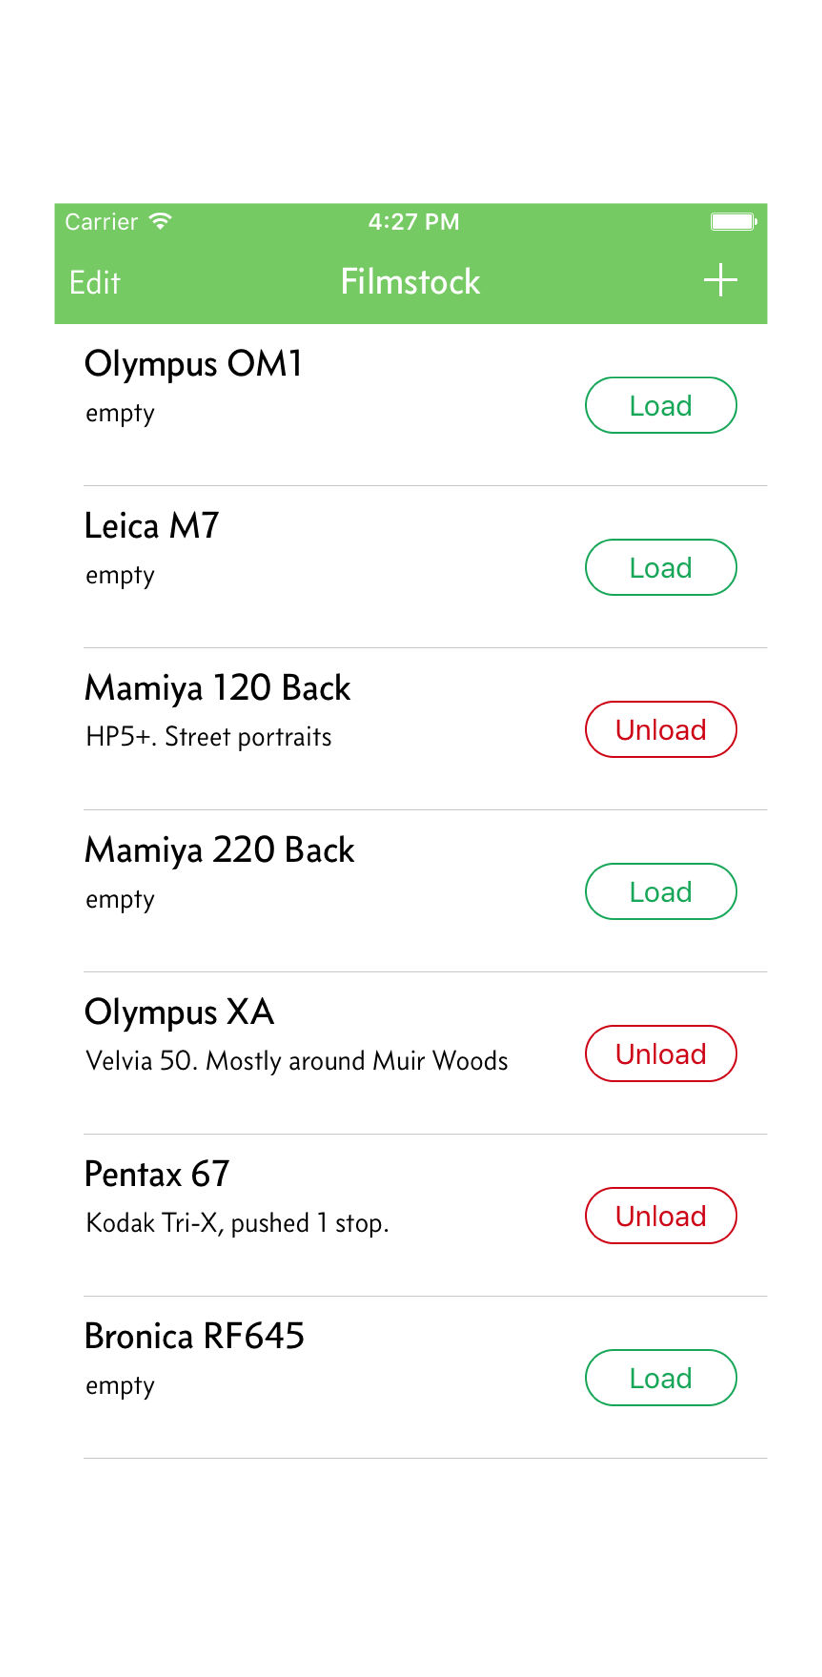 Carrier 4:27 PM
Edit Filmstock +
Olympus OM1
empty
Load
Leica M7
empty
Load
Mamiya 120 Back
HP5+. Street portraits
Unload
Mamiya 220 Back
empty
Load
Olympus XA
Velvia 50. Mostly around Muir Woods
Unload
Pentax 67
Kodak Tri-X, pushed 1 stop.
Unload
Bronica RF645
empty
Load